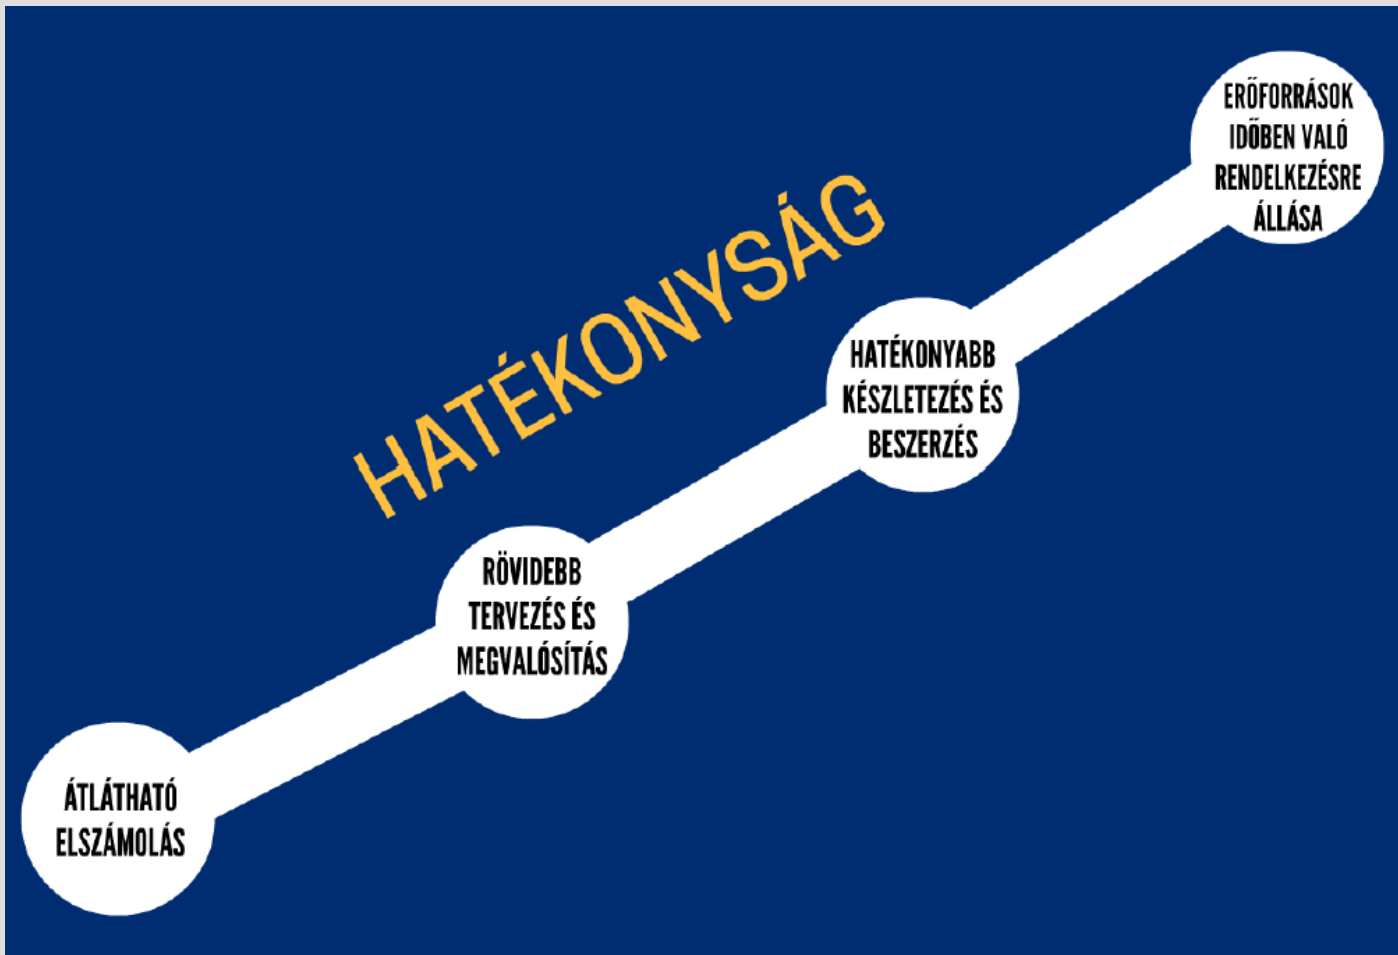 ERŐFORRÁSOK
IDŐBEN VALÓ
RENDELKEZÉSRE
ÁLLÁSA
HATÉKONYSÁG
HATÉKONYABB
KÉSZLETEZÉS ÉS
BESZERZÉS
RÖVIDEBB
TERVEZÉS ÉS
MEGVALÓSÍTÁS
ÁTLÁTHATÓ
ELSZÁMOLÁS